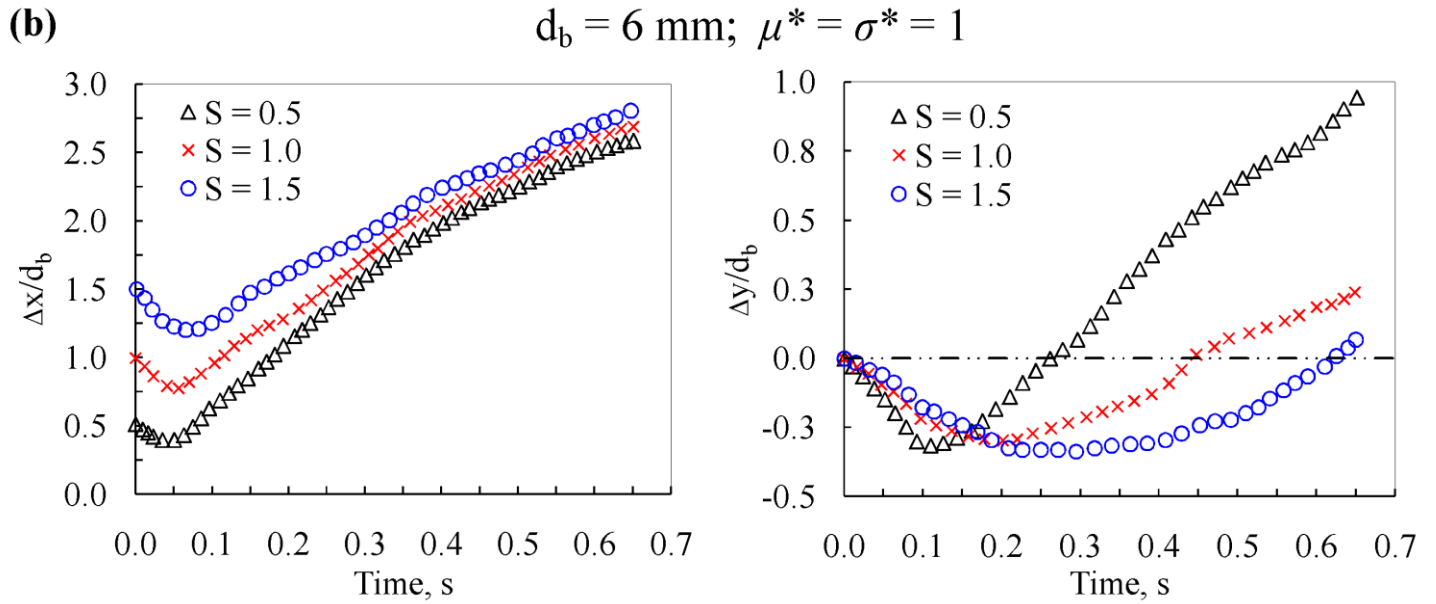 (b)
d_b = 6 mm; μ* = σ* = 1
3.0
2.5
2.0
1.5
1.0
0.5
0.0
Δx/d_b
S = 0.5
S = 1.0
S = 1.5
0.0 0.1 0.2 0.3 0.4 0.5 0.6 0.7
Time, s
1.0
0.8
0.5
0.3
0.0
-0.3
-0.5
Δy/d_b
S = 0.5
S = 1.0
S = 1.5
0.0 0.1 0.2 0.3 0.4 0.5 0.6 0.7
Time, s